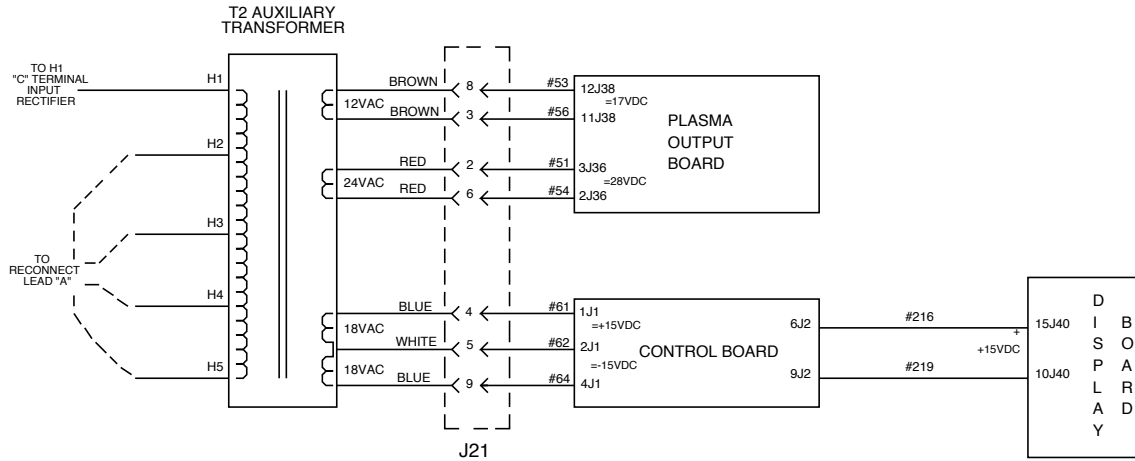 T2 AUXILIARY
TRANSFORMER
TO H1
"C" TERMINAL
INPUT
RECTIFIER
H1
H2
H3
H4
H5
TO
RECONNECT
LEAD "A"
12VAC
24VAC
18VAC
18VAC
BROWN
BROWN
RED
RED
BLUE
WHITE
BLUE
8
3
2
6
4
5
9
J21
#53
#56
#51
#54
#61
#62
#64
12J38
=17VDC
11J38
3J36
=28VDC
2J36
PLASMA
OUTPUT
BOARD
1J1
=+15VDC
2J1
=-15VDC
4J1
CONTROL BOARD
6J2
9J2
#216
#219
+
+15VDC
15J40
10J40
DISPLAY
BOARD